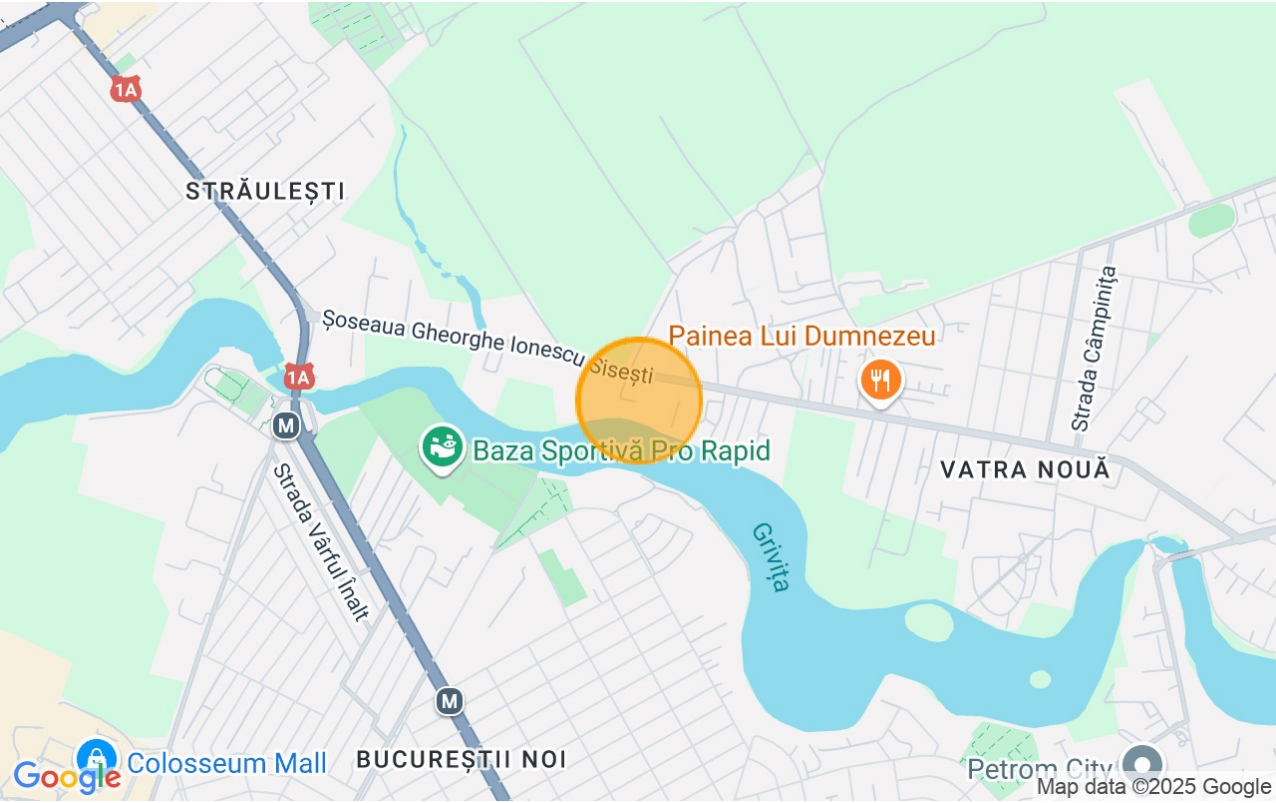 1A
STRĂULEȘTI
Șoseaua Gheorghe Ionescu Sisești
Painea Lui Dumnezeu
Strada Câmpinița
1A
M
Baza Sportivă Pro Rapid
VATRA NOUĂ
Strada Vârful Înalt
Grivița
M
Colosseum Mall
BUCUREȘTII NOI
Petrom City
Google
Map data ©2025 Google